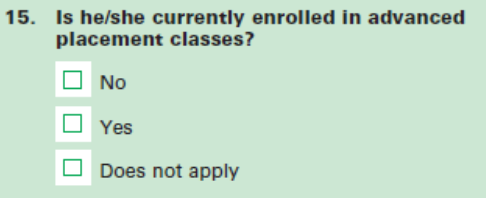 15. Is he/she currently enrolled in advanced
placement classes?
No
Yes
Does not apply